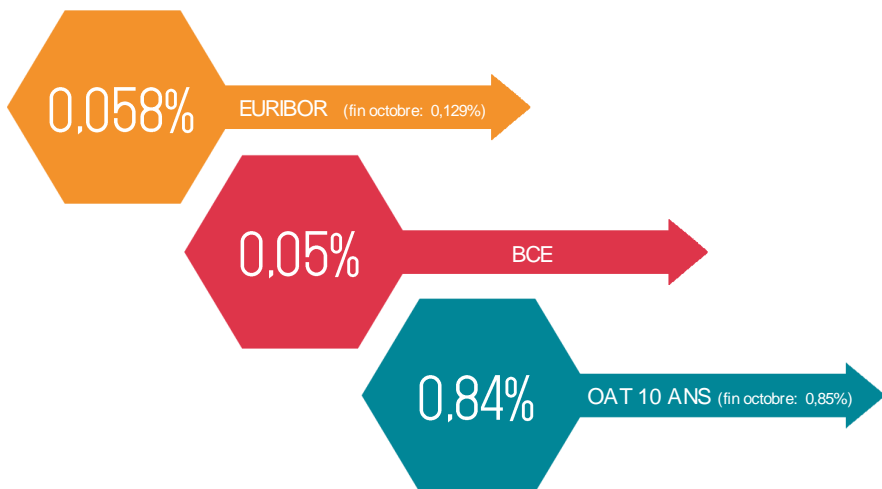 0,058%
EURIBOR (fin octobre: 0,129%)
0,05%
BCE
0,84%
OAT 10 ANS (fin octobre: 0,85%)